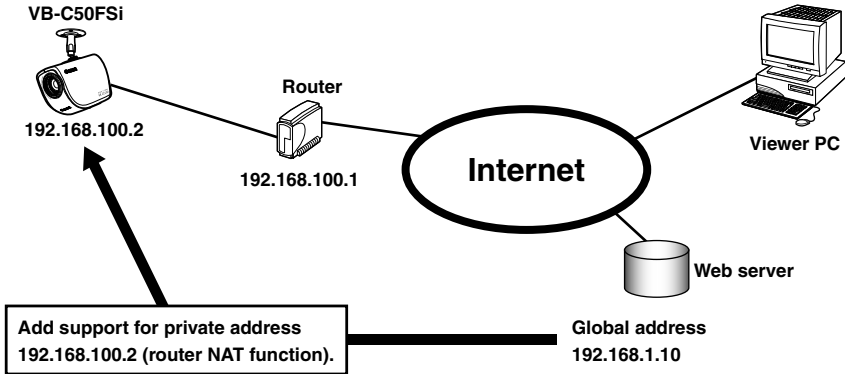 VB-C50FSi
192.168.100.2
Router
192.168.100.1
Internet
Viewer PC
Web server
Global address
192.168.1.10
Add support for private address
192.168.100.2 (router NAT function).